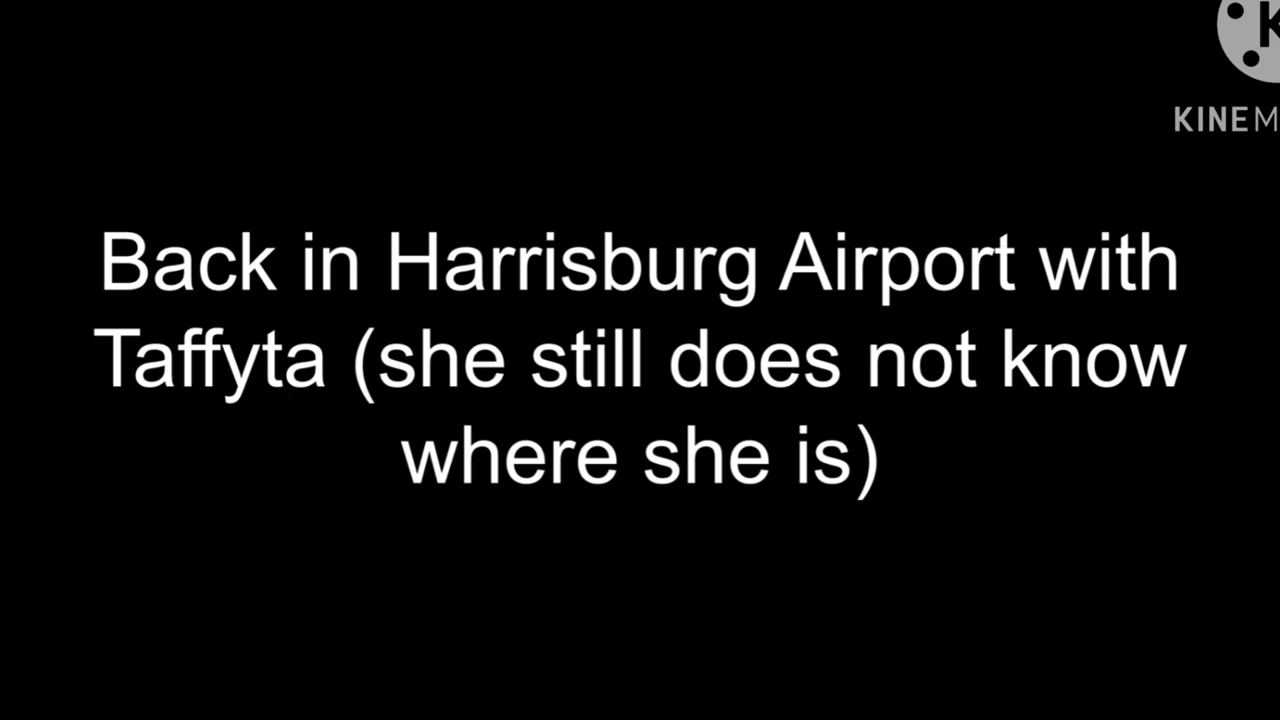 K
KINEM
Back in Harrisburg Airport with
Taffyta (she still does not know
where she is)